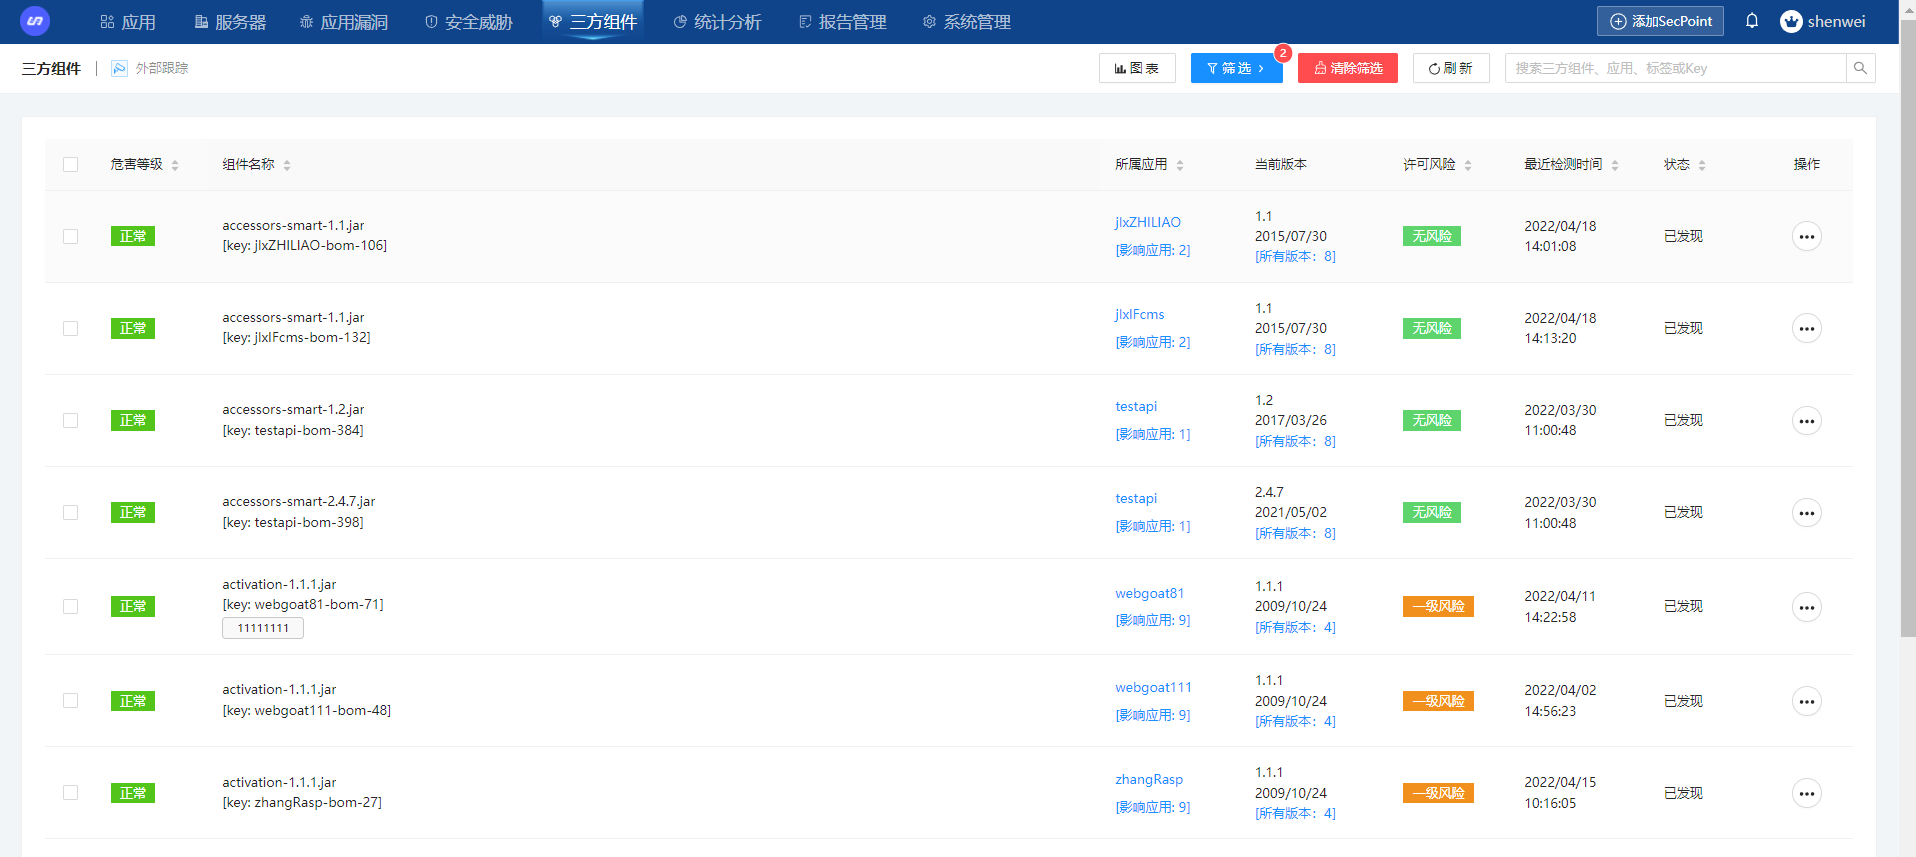 应用 服务器 应用漏洞 安全威胁 三方组件 统计分析 报告管理 系统管理 添加SecPoint shenwei
三方组件 外部跟踪 图表 筛选 2 清除筛选 刷新 搜索三方组件、应用、标签或Key
危害等级 组件名称 所属应用 当前版本 许可风险 最近检测时间 状态 操作
正常
accessors-smart-1.1.jar
[key: jlxZHILIAO-bom-106]
jlxZHILIAO
[影响应用: 2]
1.1
2015/07/30
[所有版本：8]
无风险
2022/04/18
14:01:08
已发现
正常
accessors-smart-1.1.jar
[key: jlxlFcms-bom-132]
jlxlFcms
[影响应用: 2]
1.1
2015/07/30
[所有版本：8]
无风险
2022/04/18
14:13:20
已发现
正常
accessors-smart-1.2.jar
[key: testapi-bom-384]
testapi
[影响应用: 1]
1.2
2017/03/26
[所有版本：8]
无风险
2022/03/30
11:00:48
已发现
正常
accessors-smart-2.4.7.jar
[key: testapi-bom-398]
testapi
[影响应用: 1]
2.4.7
2021/05/02
[所有版本：8]
无风险
2022/03/30
11:00:48
已发现
正常
activation-1.1.1.jar
[key: webgoat81-bom-71]
11111111
webgoat81
[影响应用: 9]
1.1.1
2009/10/24
[所有版本：4]
一级风险
2022/04/11
14:22:58
已发现
正常
activation-1.1.1.jar
[key: webgoat111-bom-48]
webgoat111
[影响应用: 9]
1.1.1
2009/10/24
[所有版本：4]
一级风险
2022/04/02
14:56:23
已发现
正常
activation-1.1.1.jar
[key: zhangRasp-bom-27]
zhangRasp
[影响应用: 9]
1.1.1
2009/10/24
[所有版本：4]
一级风险
2022/04/15
10:16:05
已发现